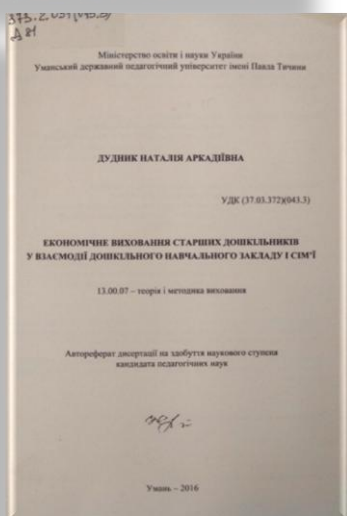 Д 81
Міністерство освіти і науки України
Уманський державний педагогічний університет імені Павла Тичини
ДУДНИК НАТАЛІЯ АРКАДІЇВНА
УДК (37.03.372)(043.3)
ЕКОНОМІЧНЕ ВИХОВАННЯ СТАРШИХ ДОШКІЛЬНИКІВ
У ВЗАЄМОДІЇ ДОШКІЛЬНОГО НАВЧАЛЬНОГО ЗАКЛАДУ І СІМ'Ї
13.00.07 – теорія і методика виховання
Автореферат дисертації на здобуття наукового ступеня
кандидата педагогічних наук
Умань – 2016